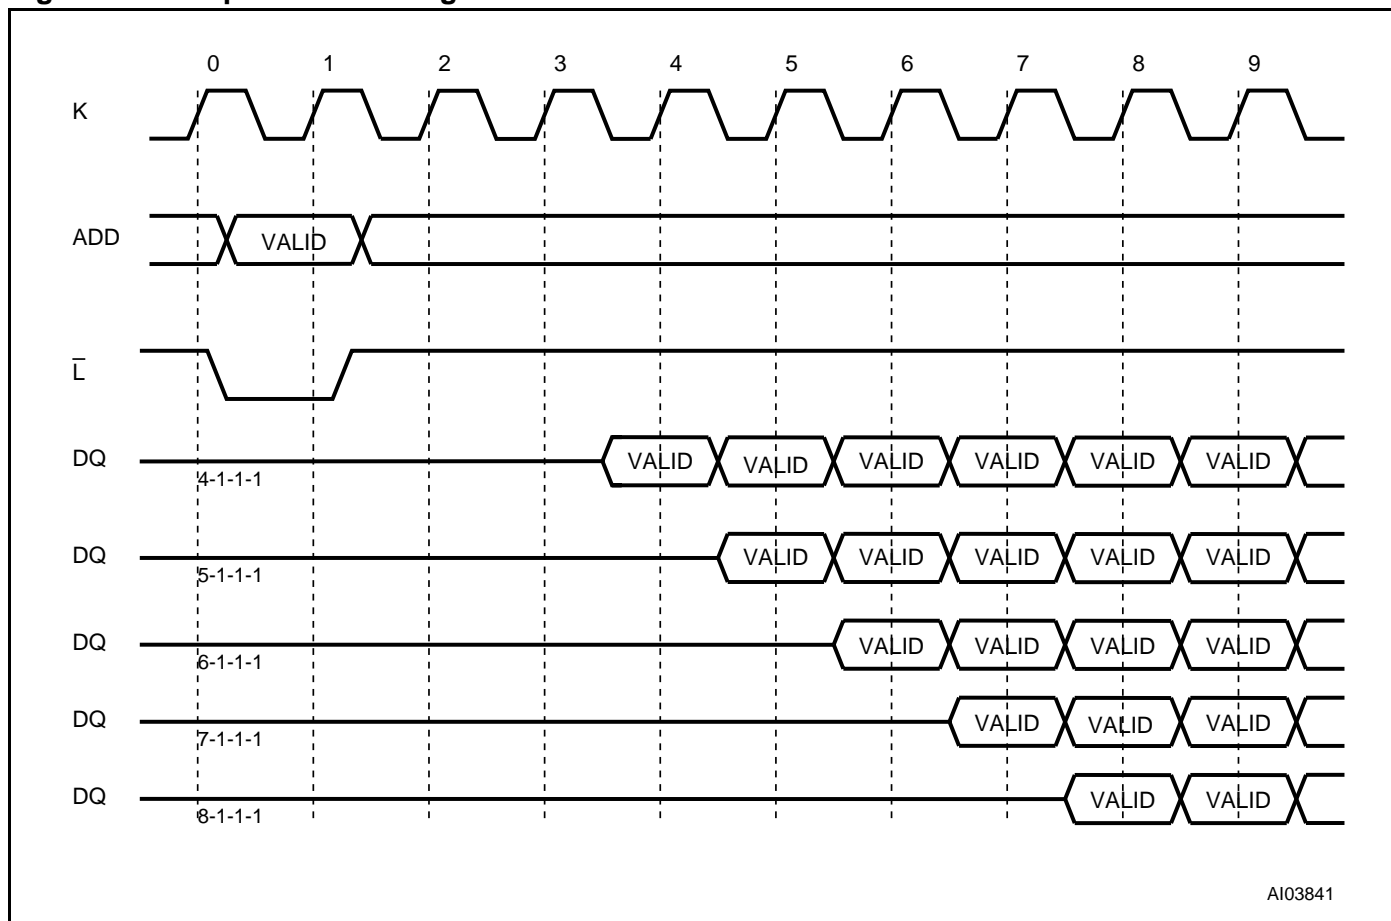 0 1 2 3 4 5 6 7 8 9
K
ADD VALID
L̅
DQ VALID VALID VALID VALID VALID VALID
4-1-1-1
DQ VALID VALID VALID VALID VALID
5-1-1-1
DQ VALID VALID VALID VALID
6-1-1-1
DQ VALID VALID VALID
7-1-1-1
DQ VALID VALID
8-1-1-1
AI03841